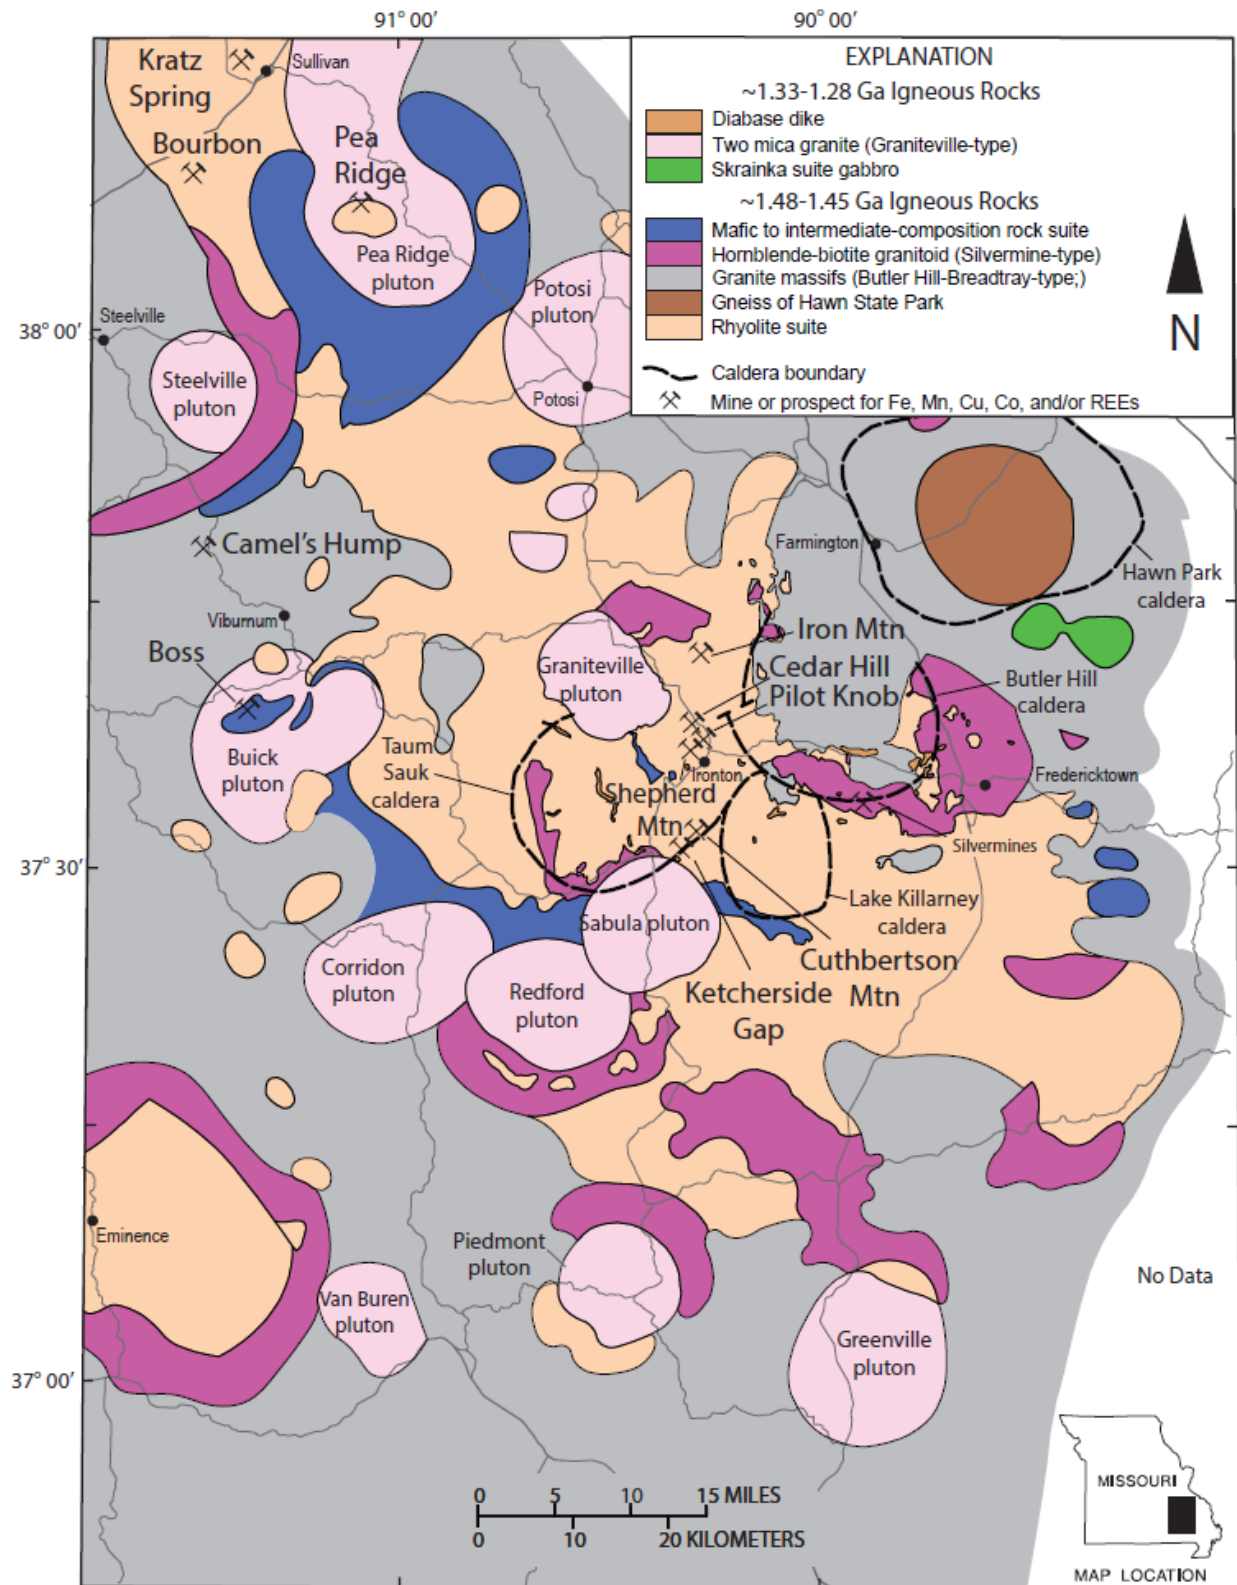 91° 00′
90° 00′
EXPLANATION
~1.33-1.28 Ga Igneous Rocks
Diabase dike
Two mica granite (Graniteville-type)
Skrainka suite gabbro
~1.48-1.45 Ga Igneous Rocks
Mafic to intermediate-composition rock suite
Hornblende-biotite granitoid (Silvermine-type)
Granite massifs (Butler Hill-Breadtray-type;)
Gneiss of Hawn State Park
Rhyolite suite
Caldera boundary
Mine or prospect for Fe, Mn, Cu, Co, and/or REEs
N
Kratz
Spring
Sullivan
Bourbon
Pea
Ridge
Pea Ridge
pluton
Potosi
pluton
Potosi
38° 00′
Steelville
Steelville
pluton
Camel's Hump
Farmington
Hawn Park
caldera
Viburnum
Boss
Iron Mtn
Cedar Hill
Pilot Knob
Graniteville
pluton
Butler Hill
caldera
Buick
pluton
Taum
Sauk
caldera
Ironton
Shepherd
Mtn
Fredericktown
Silvermines
37° 30′
Lake Killarney
caldera
Sabula pluton
Corridon
pluton
Redford
pluton
Cuthbertson
Mtn
Ketcherside
Gap
Eminence
Piedmont
pluton
Van Buren
pluton
Greenville
pluton
No Data
37° 00′
0 5 10 15 MILES
0 10 20 KILOMETERS
MISSOURI
MAP LOCATION